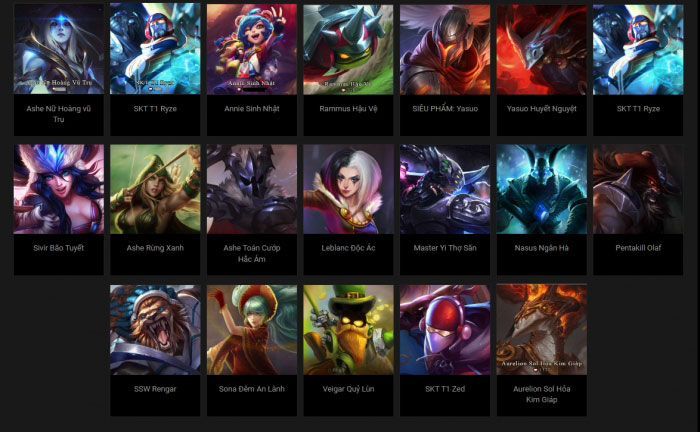 Ashe Nữ Hoàng Vũ Trụ
SKT T1 Ryze
Annie Sinh Nhật
Rammus Hậu Vệ
Ashe Nữ Hoàng vũ
Trụ
SKT T1 Ryze
Annie Sinh Nhật
Rammus Hậu Vệ
SIÊU PHẨM: Yasuo
Yasuo Huyết Nguyệt
SKT T1 Ryze
Sivir Bão Tuyết
Ashe Rừng Xanh
Ashe Toán Cướp
Hắc Ám
Leblanc Độc Ác
Master Yi Thợ Săn
Nasus Ngân Hà
Pentakill Olaf
Aurelion Sol Hỏa Kim Giáp
SSW Rengar
Sona Đêm An Lành
Veigar Quỷ Lùn
SKT T1 Zed
Aurelion Sol Hỏa
Kim Giáp